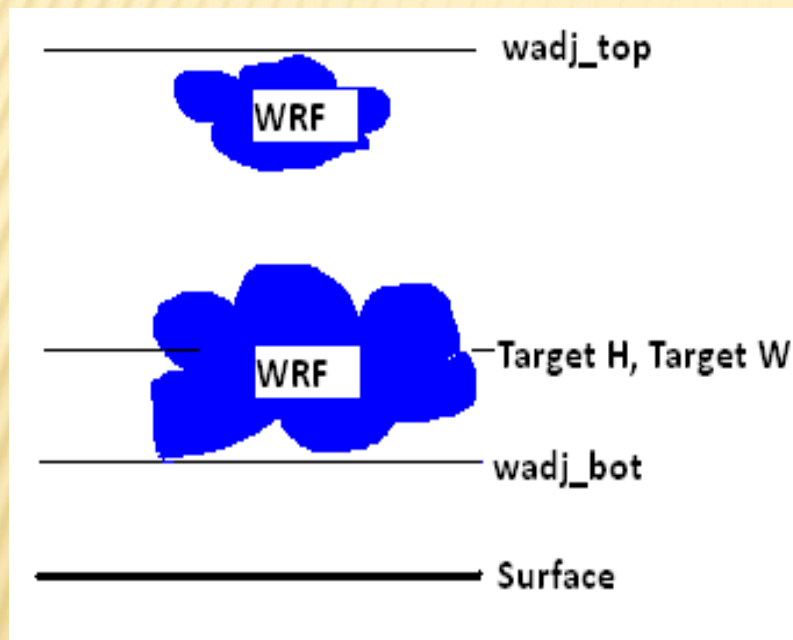 wadj_top
WRF
Target H, Target W
WRF
wadj_bot
Surface